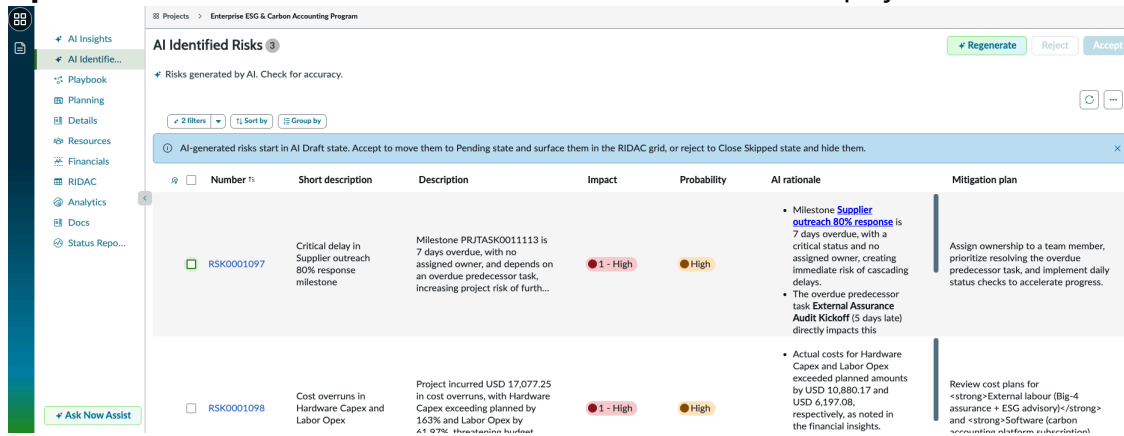 Projects > Enterprise ESG & Carbon Accounting Program
AI Insights
AI Identifie...
Playbook
Planning
Details
Resources
Financials
RIDAC
Analytics
Docs
Status Repo...
Ask Now Assist
AI Identified Risks 3
Regenerate
Reject
Accept
Risks generated by AI. Check for accuracy.
2 filters
Sort by
Group by
AI-generated risks start in AI Draft state. Accept to move them to Pending state and surface them in the RIDAC grid, or reject to Close Skipped state and hide them.
Number
Short description
Description
Impact
Probability
AI rationale
Mitigation plan
RSK0001097
Critical delay in
Supplier outreach
80% response
milestone
Milestone PRJTASK0011113 is
7 days overdue, with no
assigned owner, and depends on
an overdue predecessor task,
increasing project risk of furth...
1 - High
High
• Milestone Supplier
outreach 80% response is
7 days overdue, with a
critical status and no
assigned owner, creating
immediate risk of cascading
delays.
• The overdue predecessor
task External Assurance
Audit Kickoff (5 days late)
directly impacts this
Assign ownership to a team member,
prioritize resolving the overdue
predecessor task, and implement daily
status checks to accelerate progress.
RSK0001098
Cost overruns in
Hardware Capex and
Labor Opex
Project incurred USD 17,077.25
in cost overruns, with Hardware
Capex exceeding planned by
163% and Labor Opex by
61.97%, threatening budget
1 - High
High
• Actual costs for Hardware
Capex and Labor Opex
exceeded planned amounts
by USD 10,880.17 and
USD 6,197.08,
respectively, as noted in
the financial insights.
Review cost plans for
<strong>External labour (Big-4
assurance + ESG advisory)</strong>
and <strong>Software (carbon
accounting platform subscription)